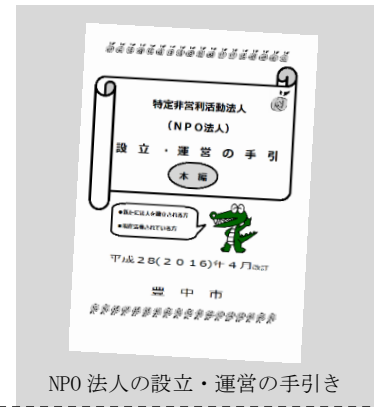 特定非営利活動法人
（NPO法人）
設立・運営の手引
本編
平成28(2016)年4月改訂
豊中市
NPO法人の設立・運営の手引き